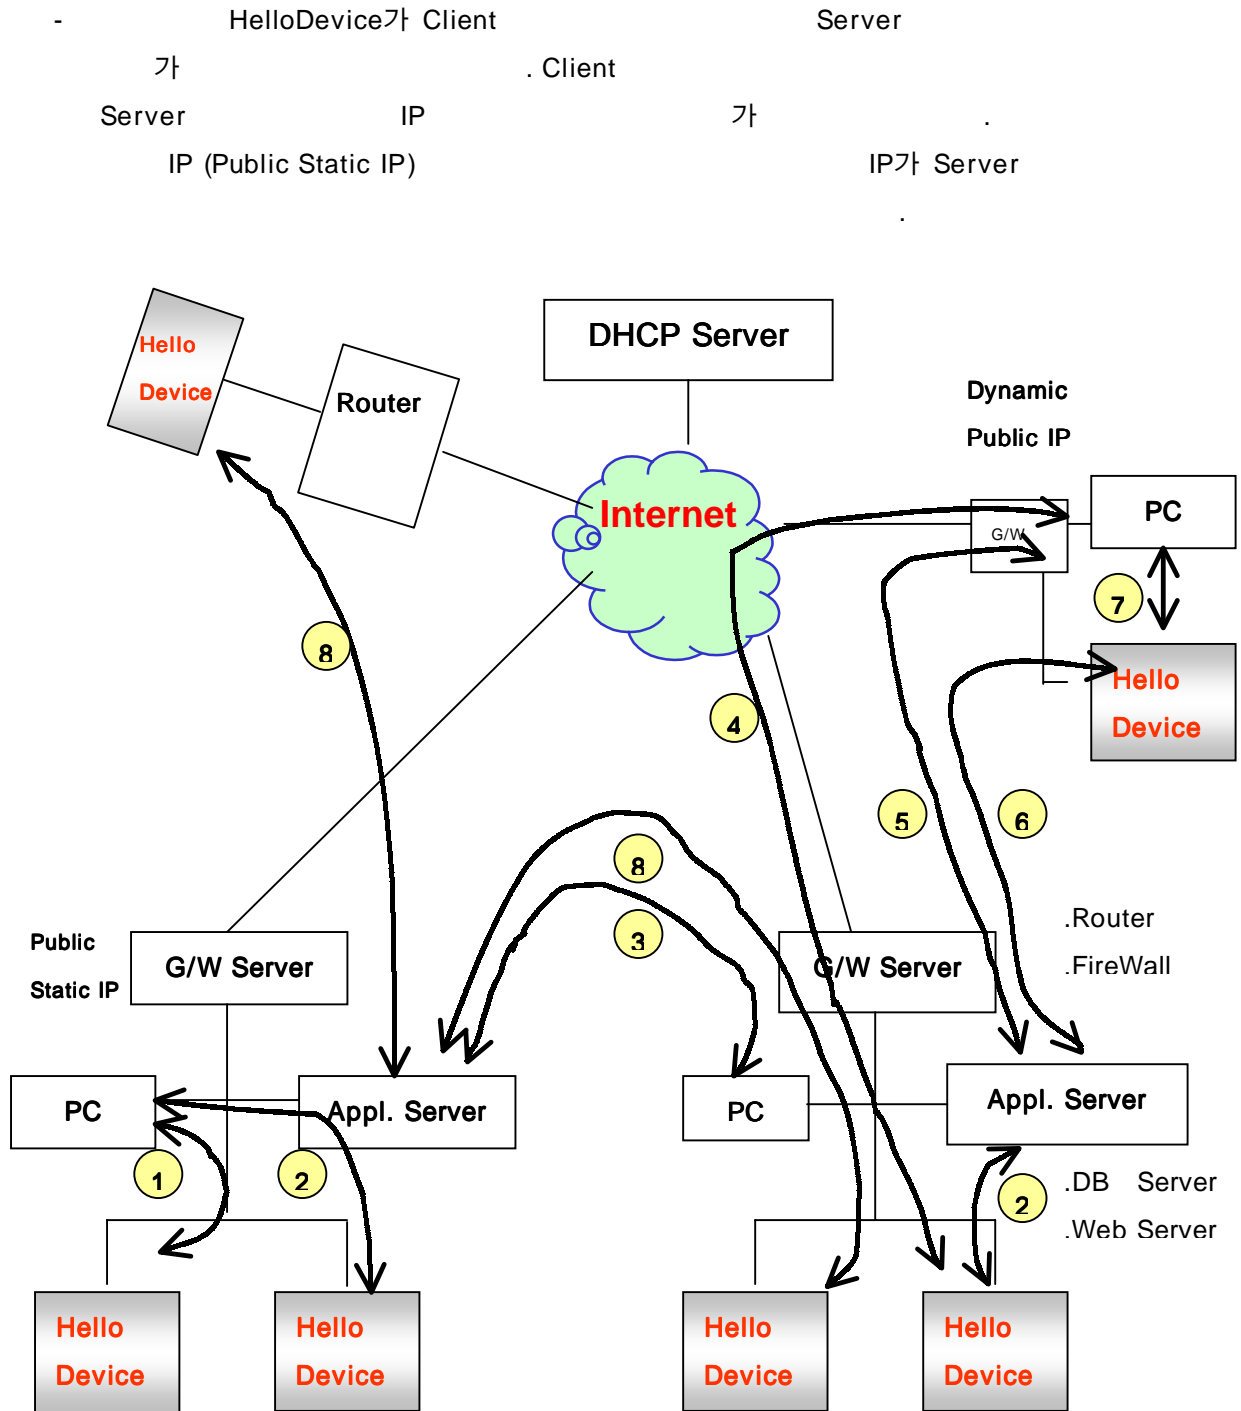 - HelloDevice가 Client Server
가 . Client
Server IP 가 .
IP (Public Static IP) IP가 Server
.
DHCP Server
Hello
Device
Router
Dynamic
Public IP
Internet
PC
G/W
7
Hello
Device
8
4
5
6
8
3
.Router
.FireWall
Public
Static IP
G/W Server
G/W Server
PC
Appl. Server
PC
Appl. Server
1
2
2
.DB Server
.Web Server
Hello
Device
Hello
Device
Hello
Device
Hello
Device